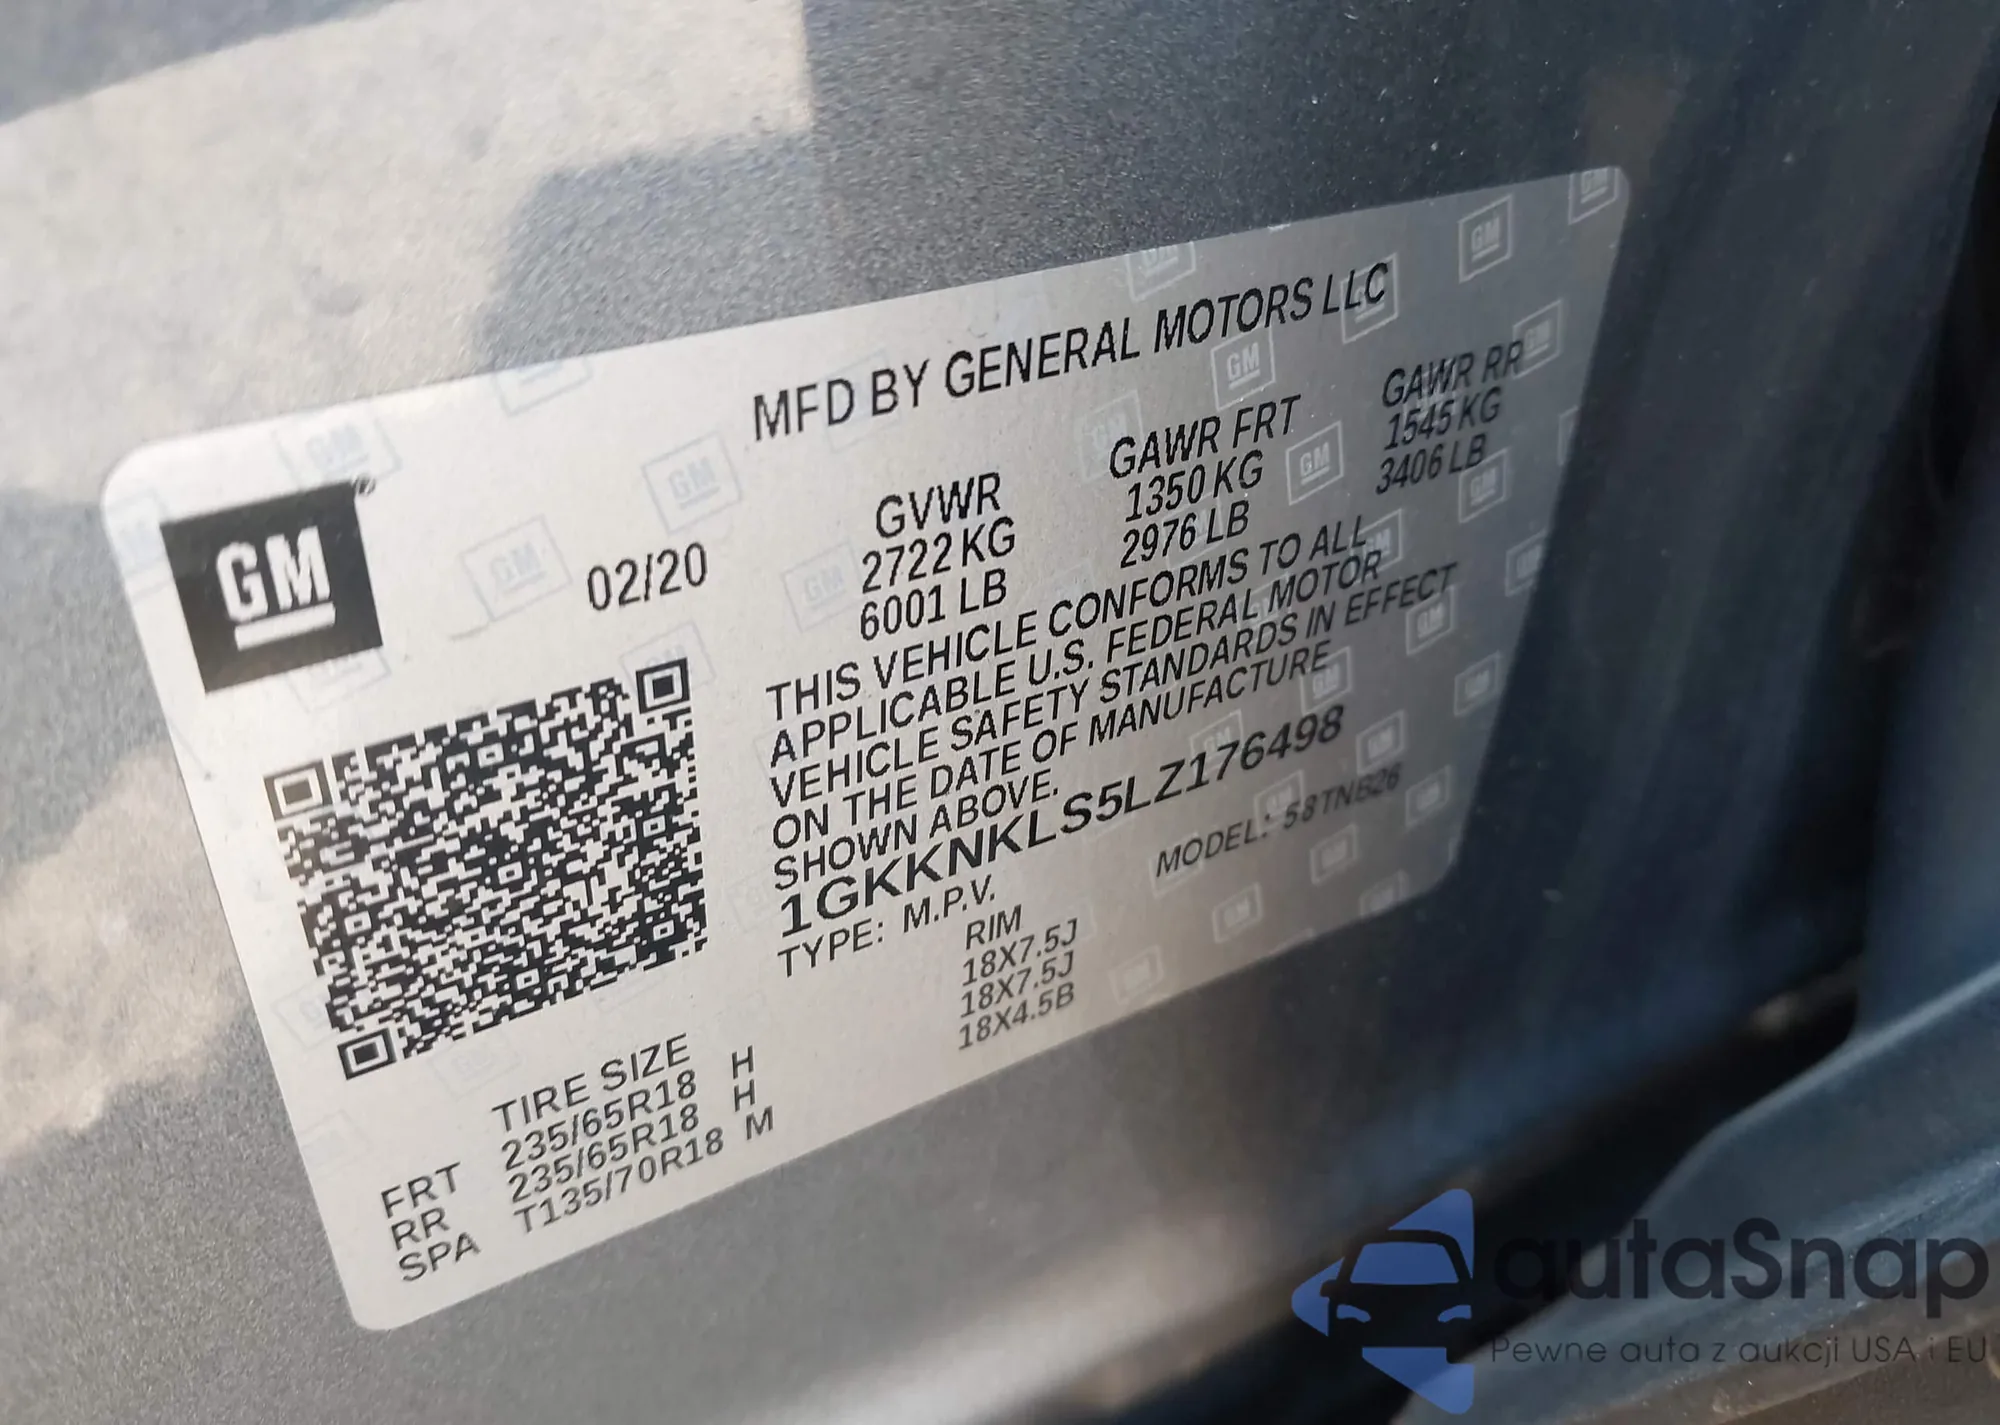 MFD BY GENERAL MOTORS LLC
GM
02/20
GVWR GAWR FRT GAWR RR
2722 KG 1350 KG 1545 KG
6001 LB 2976 LB 3406 LB
THIS VEHICLE CONFORMS TO ALL
APPLICABLE U.S. FEDERAL MOTOR
VEHICLE SAFETY STANDARDS IN EFFECT
ON THE DATE OF MANUFACTURE
SHOWN ABOVE.
1GKKNKLS5LZ176498
TYPE: M.P.V. MODEL: 58TNB26
TIRE SIZE RIM
FRT 235/65R18 H 18X7.5J
RR 235/65R18 H 18X7.5J
SPA T135/70R18 M 18X4.5B
autaSnap
Pewne auta z aukcji USA i EU